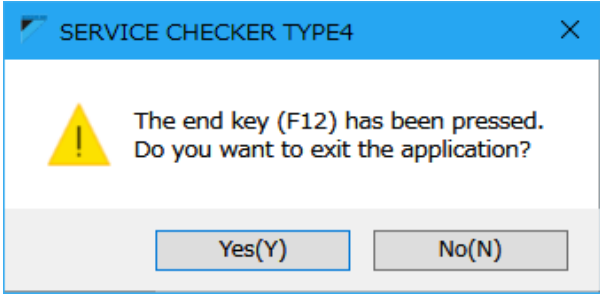 SERVICE CHECKER TYPE4
The end key (F12) has been pressed.
Do you want to exit the application?
Yes(Y) No(N)